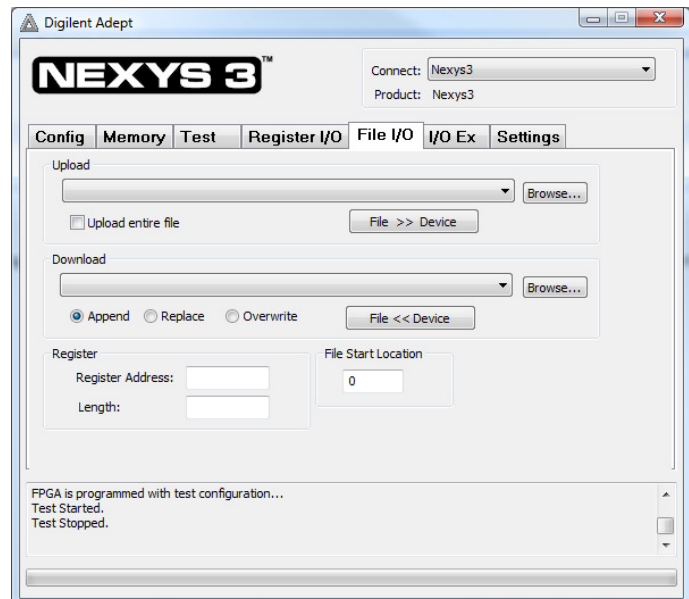 Digilent Adept
NEXYS 3™
Connect: Nexys3
Product: Nexys3
Config Memory Test Register I/O File I/O I/O Ex Settings
Upload
Browse...
Upload entire file File >> Device
Download
Browse...
Append Replace Overwrite File << Device
Register File Start Location
Register Address: 0
Length:
FPGA is programmed with test configuration...
Test Started.
Test Stopped.